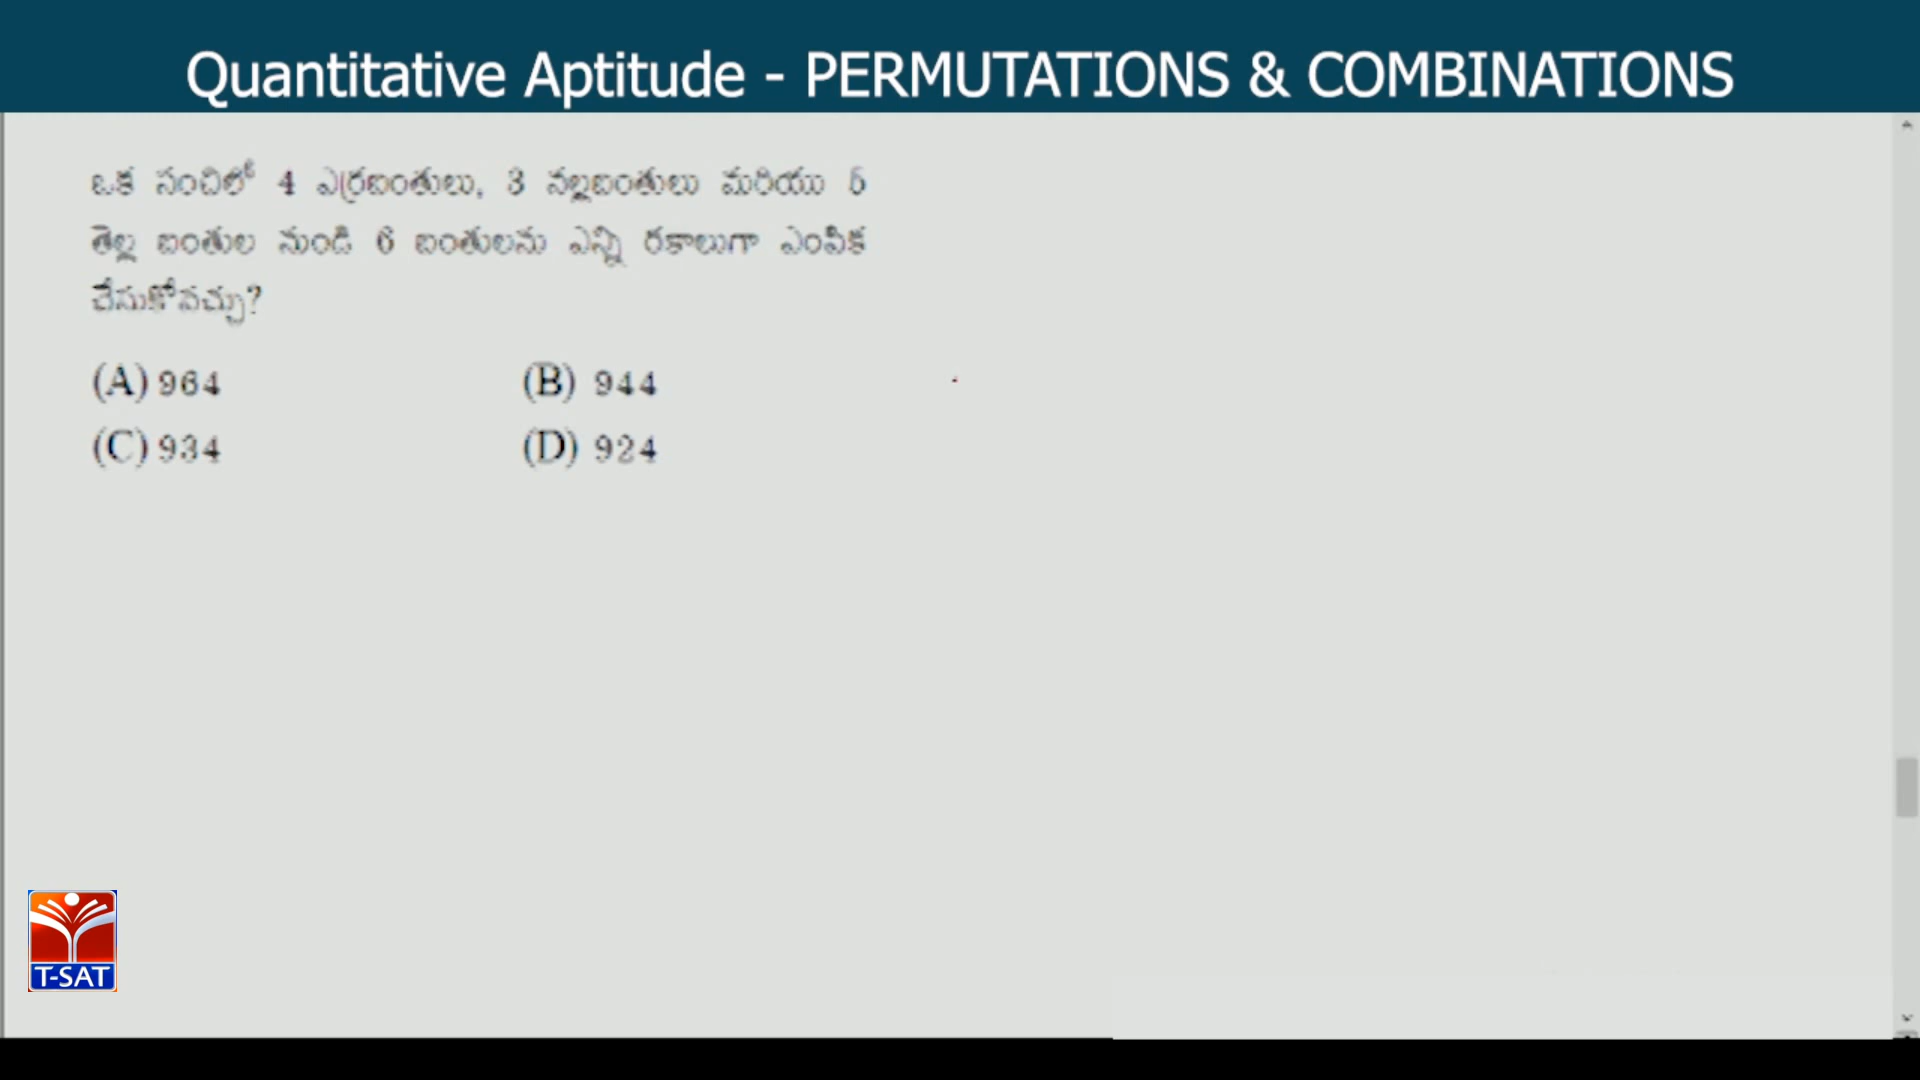 Quantitative Aptitude - PERMUTATIONS & COMBINATIONS
ఒక సంచిలో 4 ఎర్రబంతులు, 3 నల్లబంతులు మరియు 5
తెల్ల బంతుల నుండి 6 బంతులను ఎన్ని రకాలుగా ఎంపిక
చేసుకోవచ్చు?
(A) 964 (B) 944
(C) 934 (D) 924
T-SAT